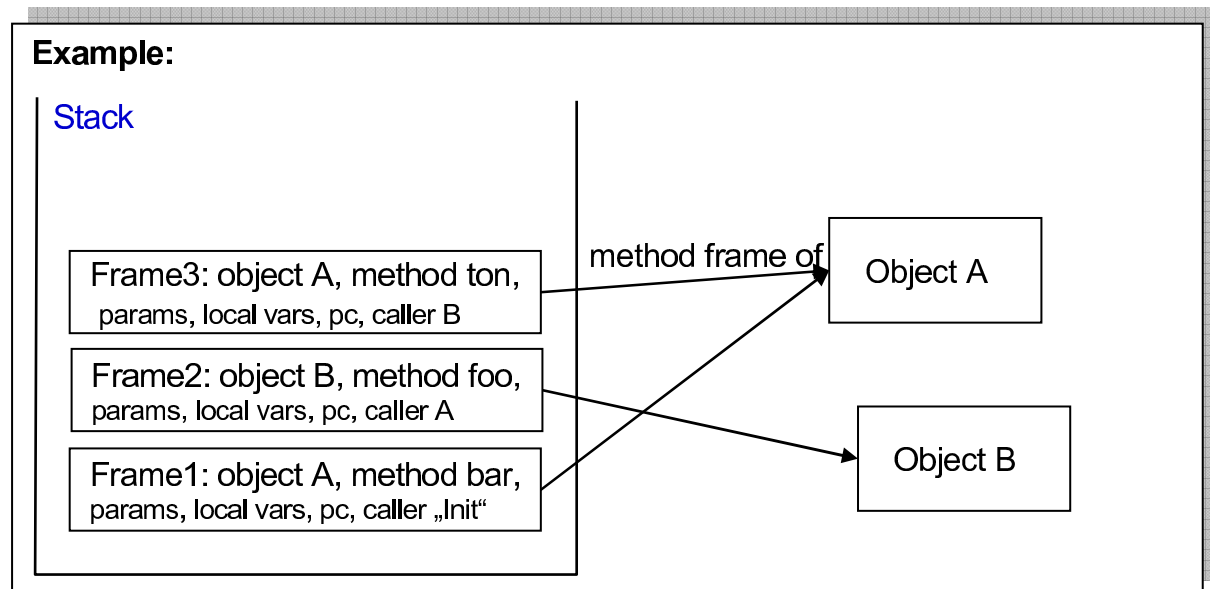 Example:
Stack
Frame3: object A, method ton,
params, local vars, pc, caller B
method frame of
Object A
Frame2: object B, method foo,
params, local vars, pc, caller A
Object B
Frame1: object A, method bar,
params, local vars, pc, caller „Init“